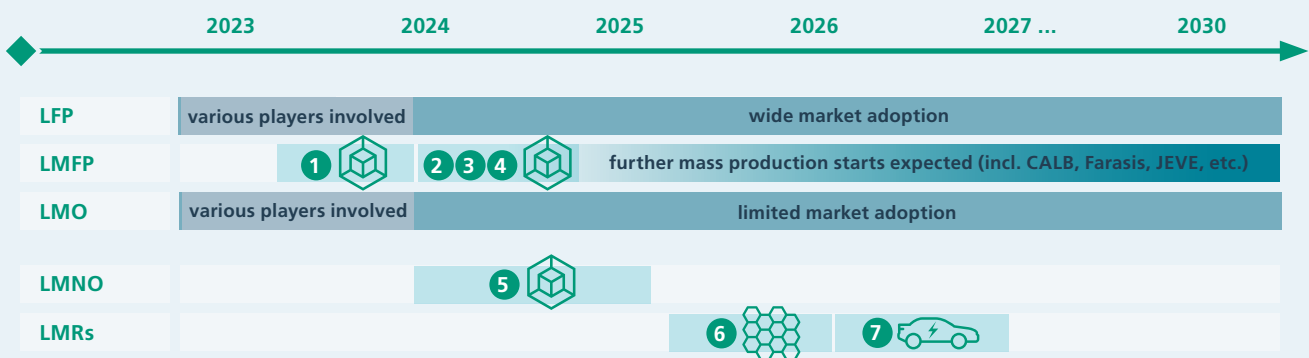 2023 2024 2025 2026 2027 ... 2030
LFP various players involved wide market adoption
LMFP 1 2 3 4 further mass production starts expected (incl. CALB, Farasis, JEVE, etc.)
LMO various players involved limited market adoption
LMNO 5
LMRs 6 7